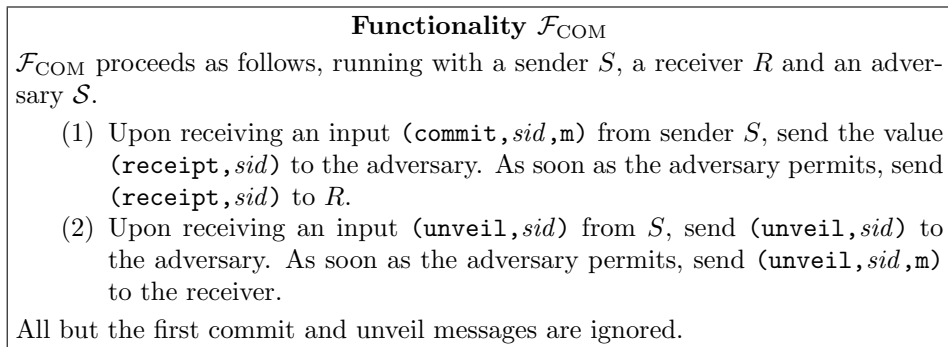 Functionality 𝓕COM
𝓕COM proceeds as follows, running with a sender S, a receiver R and an adver-
sary 𝒮.
(1) Upon receiving an input (commit,sid,m) from sender S, send the value
(receipt,sid) to the adversary. As soon as the adversary permits, send
(receipt,sid) to R.
(2) Upon receiving an input (unveil,sid) from S, send (unveil,sid) to
the adversary. As soon as the adversary permits, send (unveil,sid,m)
to the receiver.
All but the first commit and unveil messages are ignored.